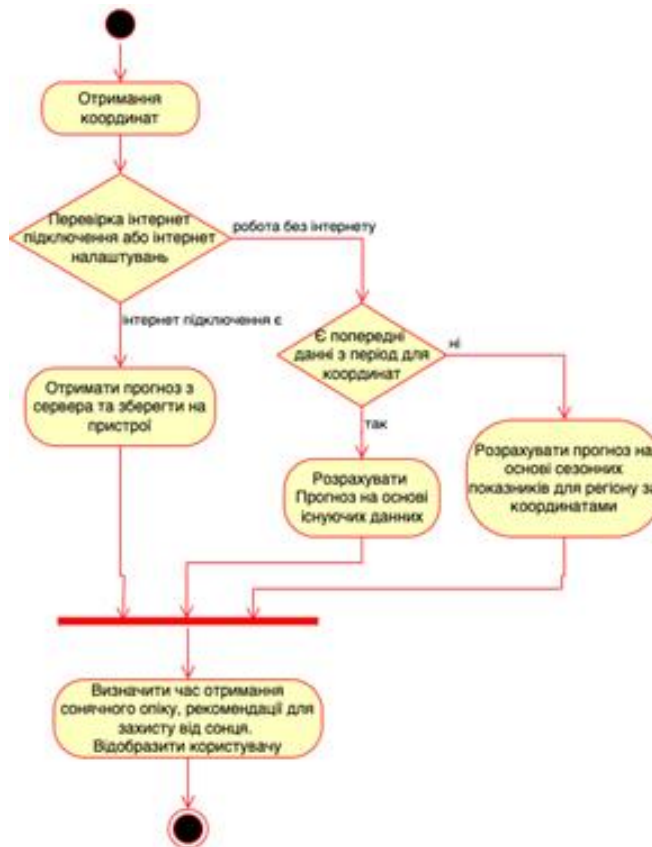 Отримання
координат
Перевірка інтернет
підключення або інтернет
налаштувань
робота без інтернету
інтернет підключення є
Є попередні
данні з період для
координат
ні
так
Отримати прогноз з
сервера та зберегти на
пристрої
Розрахувати
Прогноз на основі
існуючих данних
Розрахувати прогноз на
основі сезонних
показників для регіону за
координатами
Визначити час отримання
сонячного опіку, рекомендації для
захисту від сонця.
Відобразити користувачу